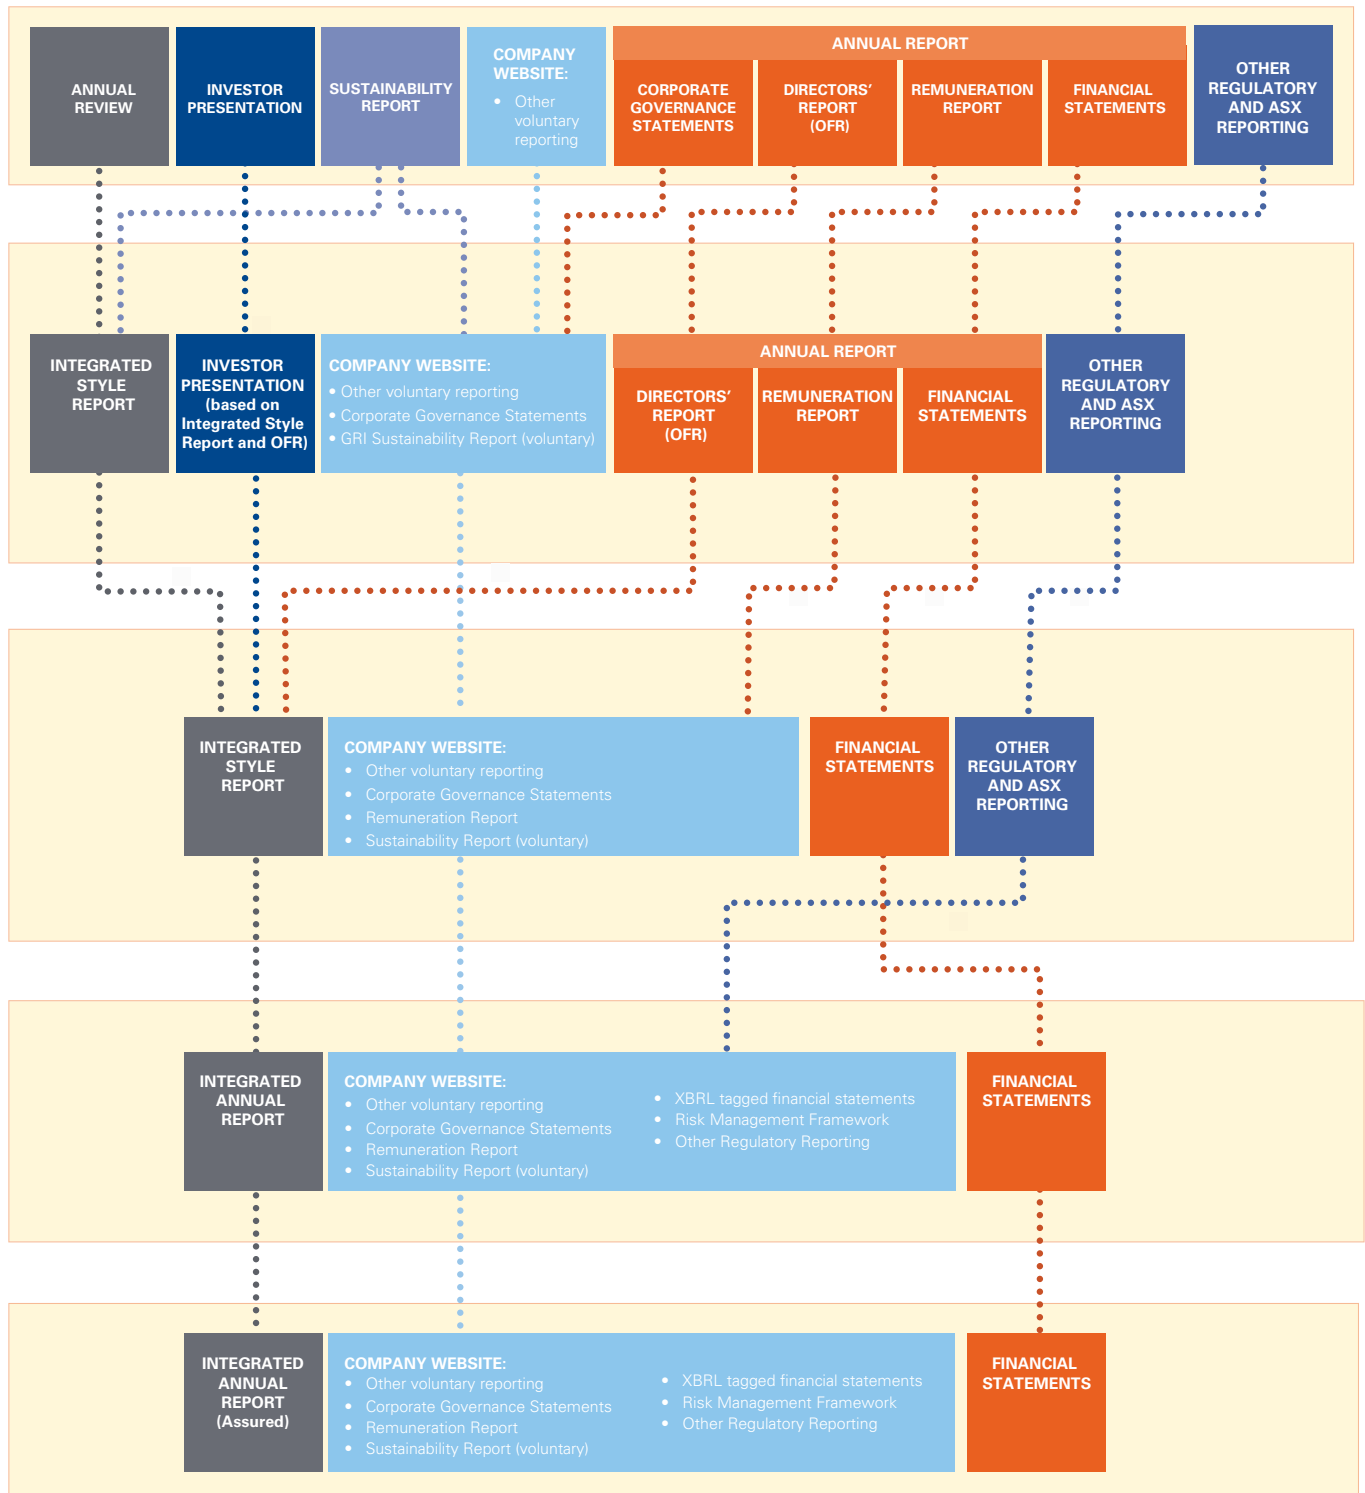 ANNUAL
REVIEW
INVESTOR
PRESENTATION
SUSTAINABILITY
REPORT
COMPANY
WEBSITE:
• Other
voluntary
reporting
ANNUAL REPORT
CORPORATE
GOVERNANCE
STATEMENTS
DIRECTORS’
REPORT
(OFR)
REMUNERATION
REPORT
FINANCIAL
STATEMENTS
OTHER
REGULATORY
AND ASX
REPORTING
INTEGRATED
STYLE
REPORT
INVESTOR
PRESENTATION
(based on
Integrated Style
Report and OFR)
COMPANY WEBSITE:
• Other voluntary reporting
• Corporate Governance Statements
• GRI Sustainability Report (voluntary)
ANNUAL REPORT
DIRECTORS’
REPORT
(OFR)
REMUNERATION
REPORT
FINANCIAL
STATEMENTS
OTHER
REGULATORY
AND ASX
REPORTING
INTEGRATED
STYLE
REPORT
COMPANY WEBSITE:
• Other voluntary reporting
• Corporate Governance Statements
• Remuneration Report
• Sustainability Report (voluntary)
FINANCIAL
STATEMENTS
OTHER
REGULATORY
AND ASX
REPORTING
INTEGRATED
ANNUAL
REPORT
COMPANY WEBSITE:
• Other voluntary reporting
• Corporate Governance Statements
• Remuneration Report
• Sustainability Report (voluntary)
• XBRL tagged financial statements
• Risk Management Framework
• Other Regulatory Reporting
FINANCIAL
STATEMENTS
INTEGRATED
ANNUAL
REPORT
(Assured)
COMPANY WEBSITE:
• Other voluntary reporting
• Corporate Governance Statements
• Remuneration Report
• Sustainability Report (voluntary)
• XBRL tagged financial statements
• Risk Management Framework
• Other Regulatory Reporting
FINANCIAL
STATEMENTS